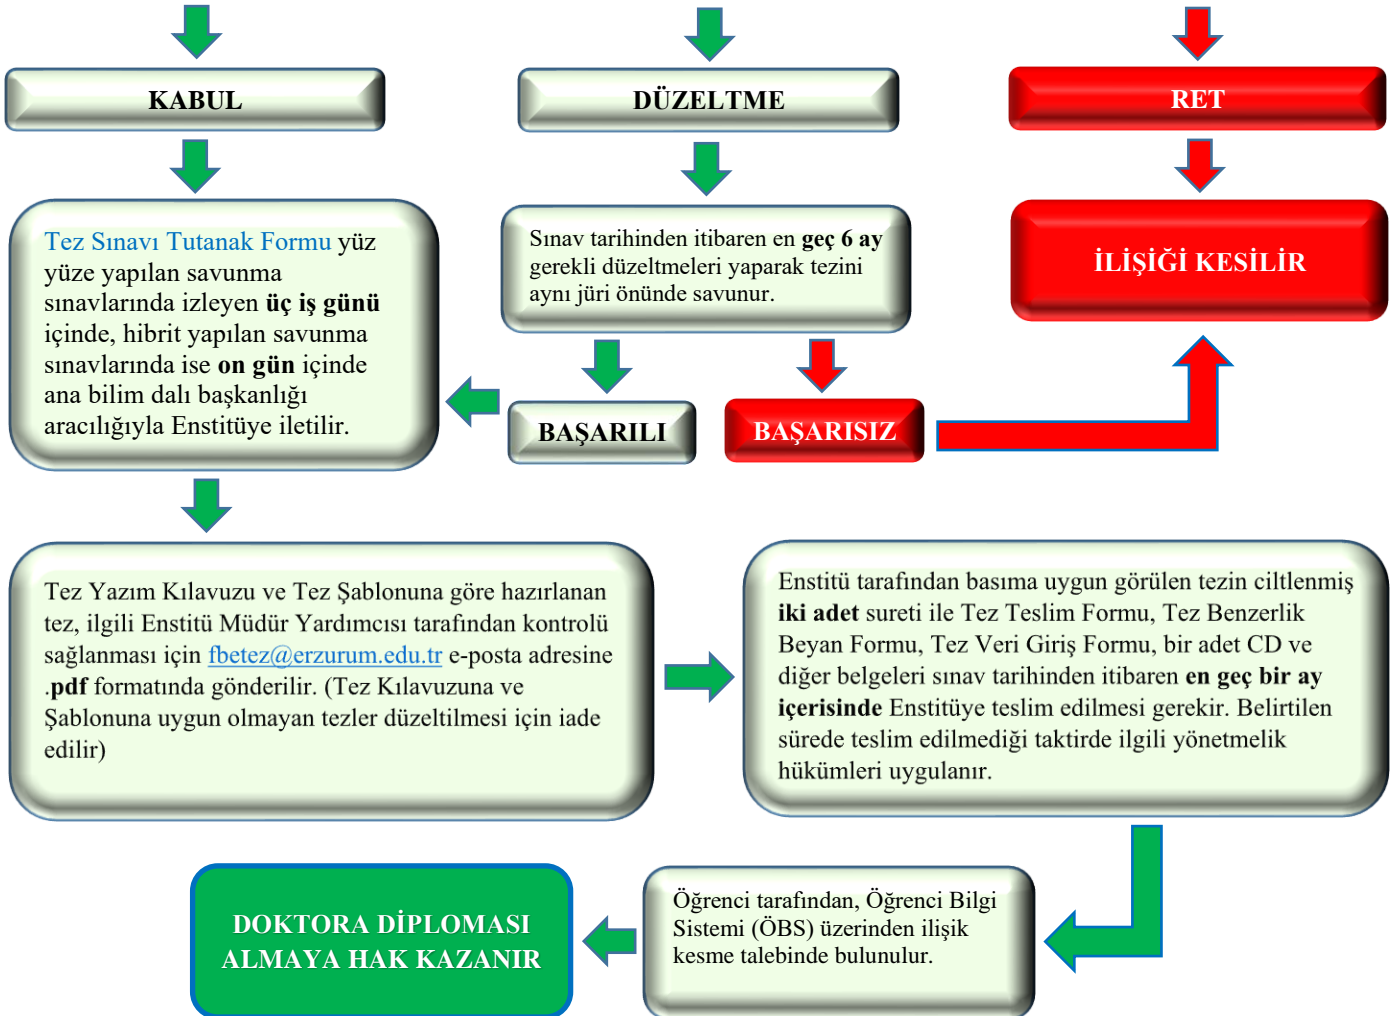 KABUL
DÜZELTME
RET
Tez Sınavı Tutanak Formu yüz
yüze yapılan savunma
sınavlarında izleyen üç iş günü
içinde, hibrit yapılan savunma
sınavlarında ise on gün içinde
ana bilim dalı başkanlığı
aracılığıyla Enstitüye iletilir.
Sınav tarihinden itibaren en geç 6 ay
gerekli düzeltmeleri yaparak tezini
aynı jüri önünde savunur.
İLİŞİĞİ KESİLİR
BAŞARILI
BAŞARISIZ
Tez Yazım Kılavuzu ve Tez Şablonuna göre hazırlanan
tez, ilgili Enstitü Müdür Yardımcısı tarafından kontrolü
sağlanması için fbetez@erzurum.edu.tr e-posta adresine
.pdf formatında gönderilir. (Tez Kılavuzuna ve
Şablonuna uygun olmayan tezler düzeltilmesi için iade
edilir)
Enstitü tarafından basıma uygun görülen tezin ciltlenmiş
iki adet sureti ile Tez Teslim Formu, Tez Benzerlik
Beyan Formu, Tez Veri Giriş Formu, bir adet CD ve
diğer belgeleri sınav tarihinden itibaren en geç bir ay
içerisinde Enstitüye teslim edilmesi gerekir. Belirtilen
sürede teslim edilmediği taktirde ilgili yönetmelik
hükümleri uygulanır.
DOKTORA DİPLOMASI
ALMAYA HAK KAZANIR
Öğrenci tarafından, Öğrenci Bilgi
Sistemi (ÖBS) üzerinden ilişik
kesme talebinde bulunulur.